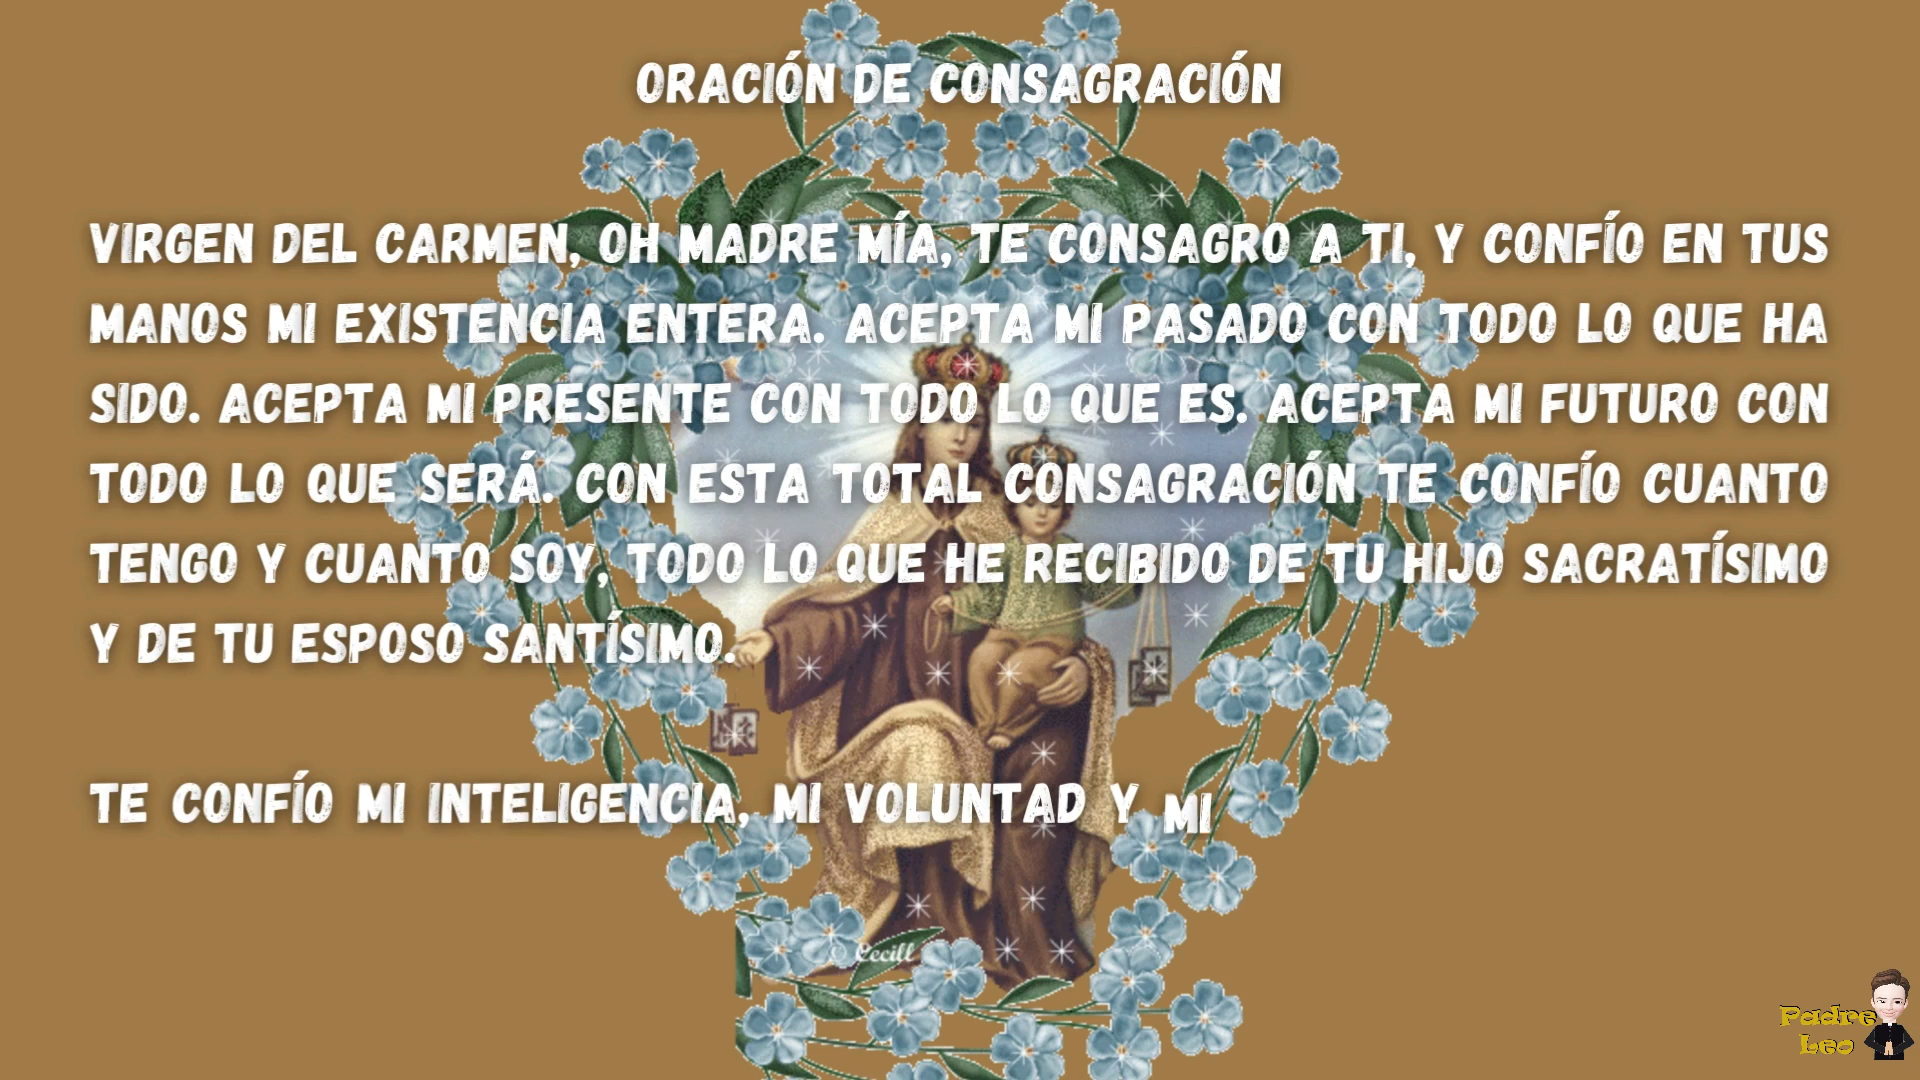 ORACIÓN DE CONSAGRACIÓN
VIRGEN DEL CARMEN, OH MADRE MÍA, TE CONSAGRO A TI, Y CONFÍO EN TUS
MANOS MI EXISTENCIA ENTERA. ACEPTA MI PASADO CON TODO LO QUE HA
SIDO. ACEPTA MI PRESENTE CON TODO LO QUE ES. ACEPTA MI FUTURO CON
TODO LO QUE SERÁ. CON ESTA TOTAL CONSAGRACIÓN TE CONFÍO CUANTO
TENGO Y CUANTO SOY, TODO LO QUE HE RECIBIDO DE TU HIJO SACRATÍSIMO
Y DE TU ESPOSO SANTÍSIMO.
TE CONFÍO MI INTELIGENCIA, MI VOLUNTAD Y MI
© Cecill
Padre
Leo